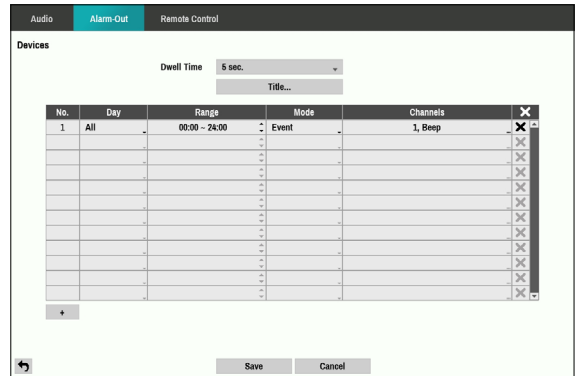 Audio Alarm-Out Remote Control
Devices
Dwell Time 5 sec.
Title...
No. Day Range Mode Channels
1 All 00:00 ~ 24:00 Event 1, Beep
+
Save Cancel